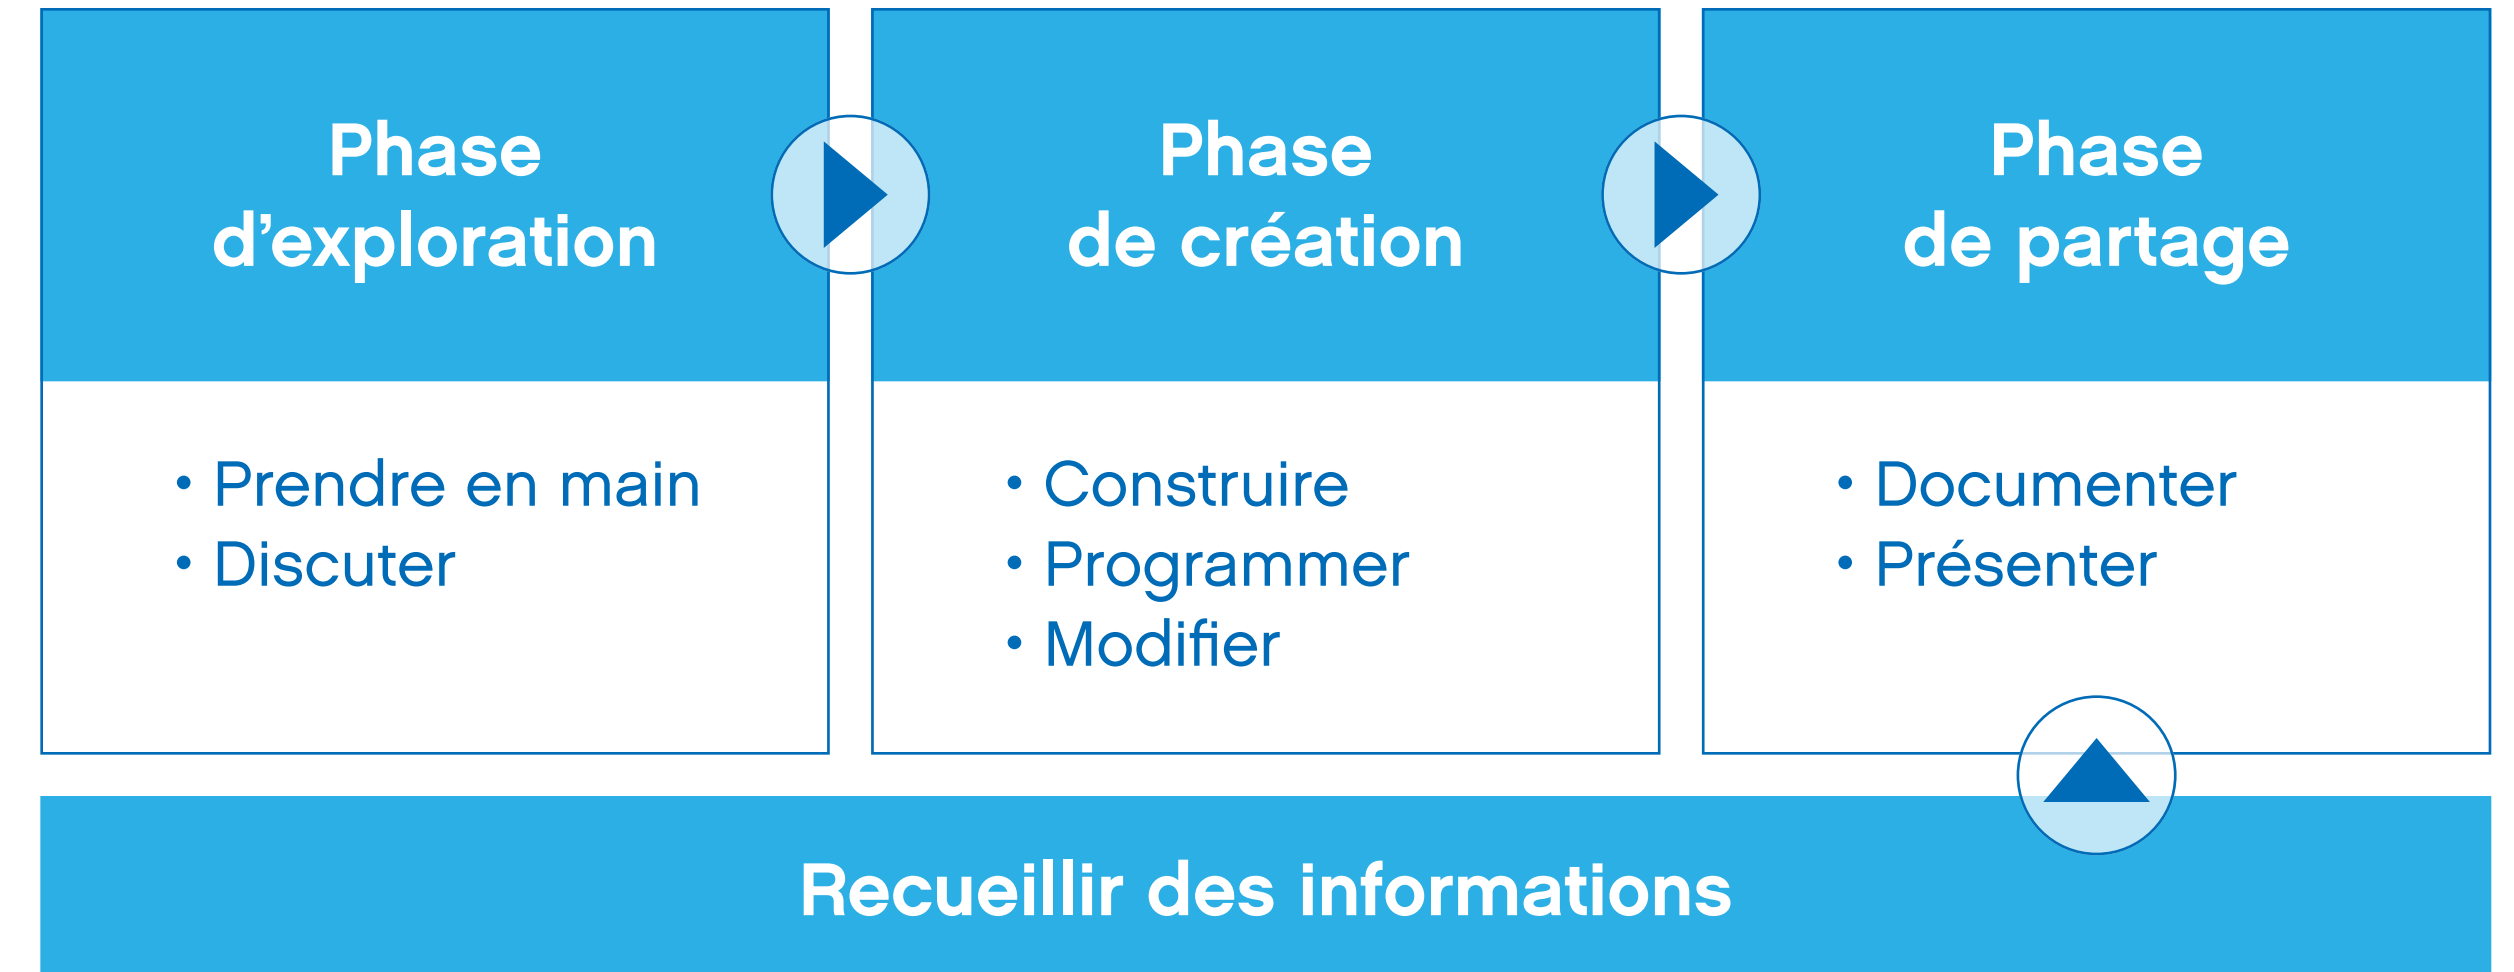 Phase
d’exploration
• Prendre en main
• Discuter
Phase
de création
• Construire
• Programmer
• Modifier
Phase
de partage
• Documenter
• Présenter
Recueillir des informations